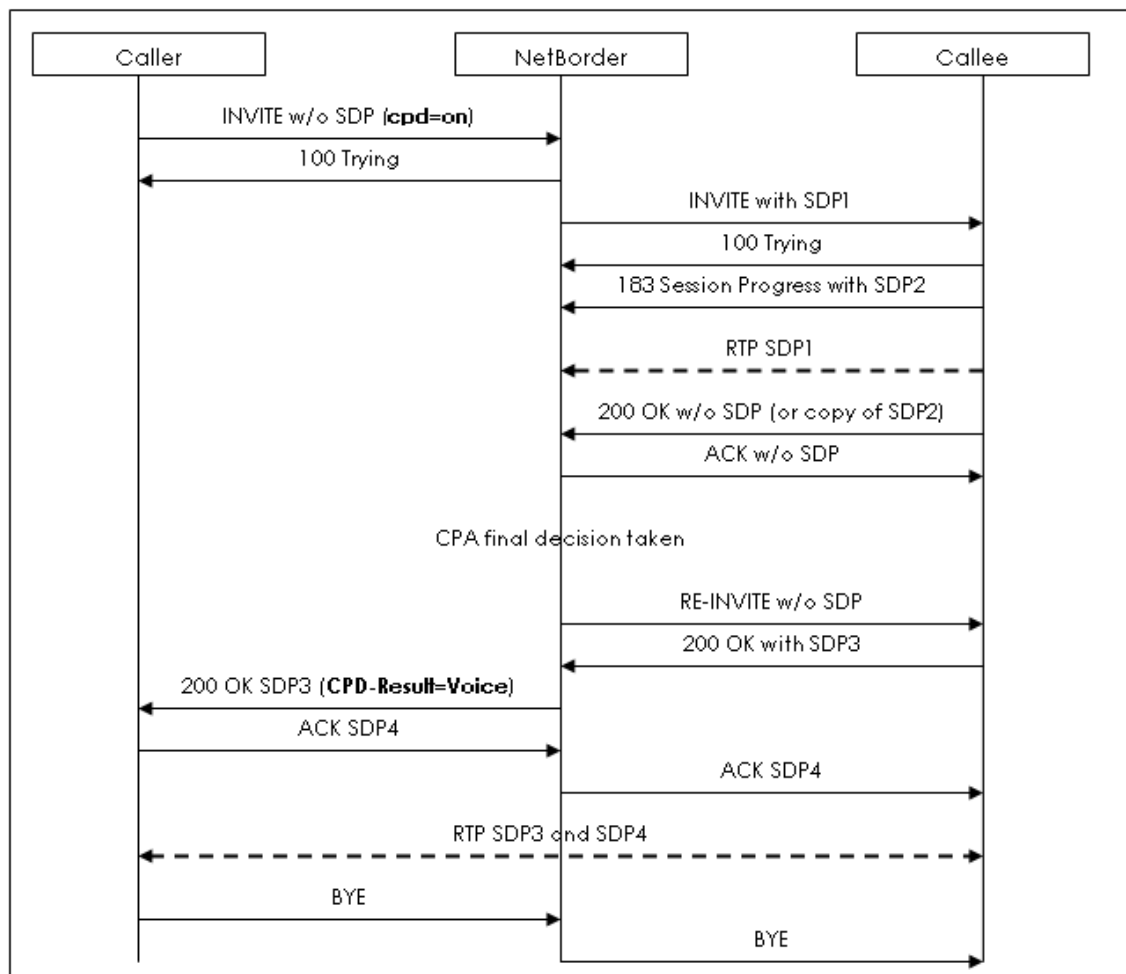 Caller
NetBorder
Callee
INVITE w/o SDP (cpd=on)
100 Trying
INVITE with SDP1
100 Trying
183 Session Progress with SDP2
RTP SDP1
200 OK w/o SDP (or copy of SDP2)
ACK w/o SDP
CPA final decision taken
RE-INVITE w/o SDP
200 OK with SDP3
200 OK SDP3 (CPD-Result=Voice)
ACK SDP4
ACK SDP4
RTP SDP3 and SDP4
BYE
BYE